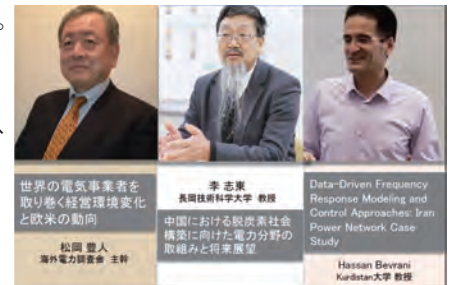 世界の電気事業者を
取り巻く経営環境変化
と欧米の動向
松岡 豊人
海外電力調査会 主幹
李 志東
長岡技術科学大学 教授
中国における脱炭素社会
構築に向けた電力分野の
取組みと将来展望
Data-Driven Frequency
Response Modeling and
Control Approaches: Iran
Power Network Case
Study
Hassan Bevrani
Kurdistan大学 教授